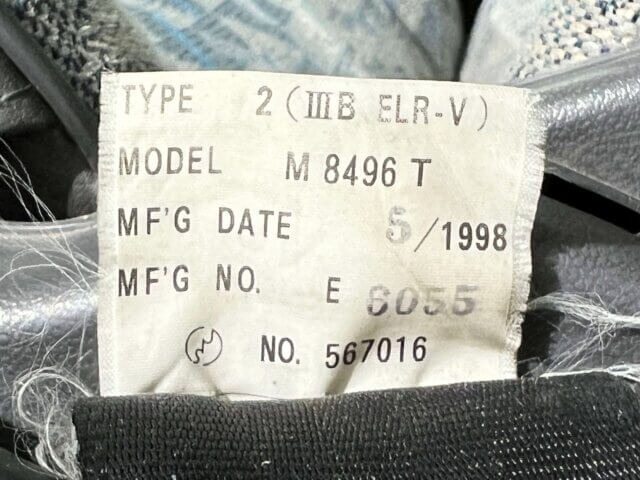 TYPE 2 (ⅢB ELR-V)
MODEL M 8496 T
MF'G DATE 5/1998
MF'G NO. E 6055
NO. 567016